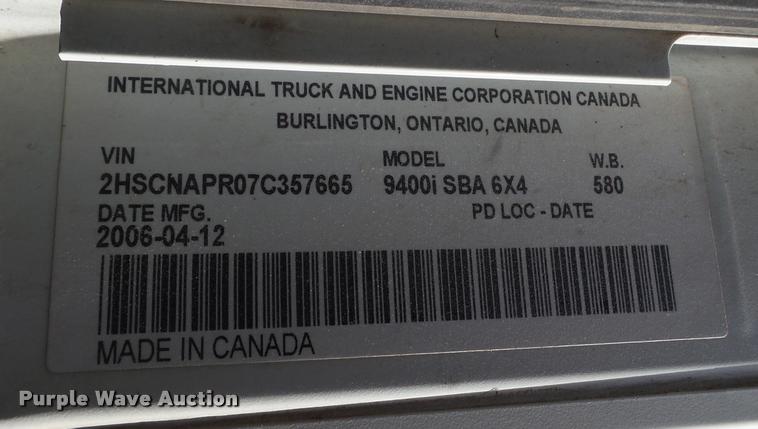 INTERNATIONAL TRUCK AND ENGINE CORPORATION CANADA
BURLINGTON, ONTARIO, CANADA
VIN MODEL W.B.
2HSCNAPR07C357665 9400i SBA 6X4 580
DATE MFG. PD LOC - DATE
2006-04-12
MADE IN CANADA
Purple Wave Auction